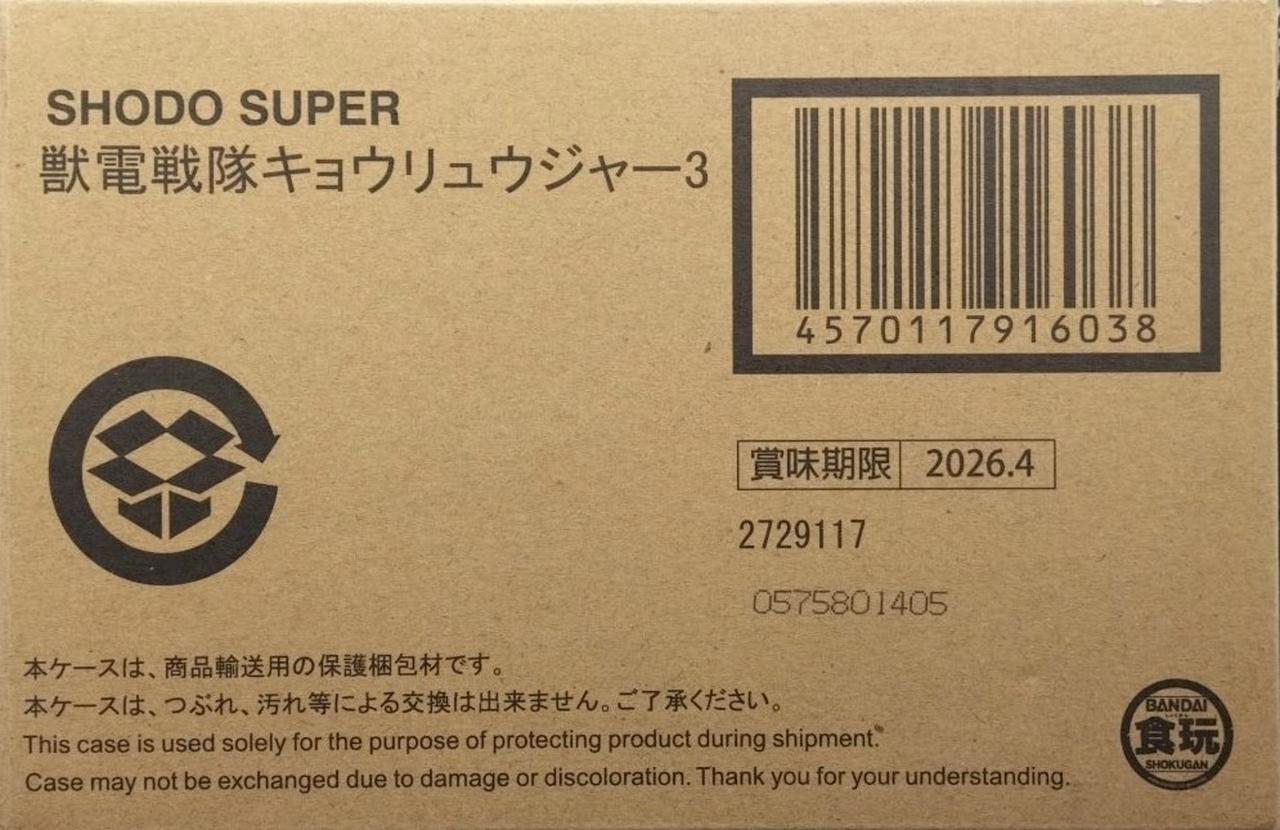 SHODO SUPER
獣電戦隊キョウリュウジャー3
4570117916038
賞味期限 2026.4
2729117
0575801405
本ケースは、商品輸送用の保護梱包材です。
本ケースは、つぶれ、汚れ等による交換は出来ません。ご了承ください。
This case is used solely for the purpose of protecting product during shipment.
Case may not be exchanged due to damage or discoloration. Thank you for your understanding.
BANDAI
食玩
SHOKUGAN